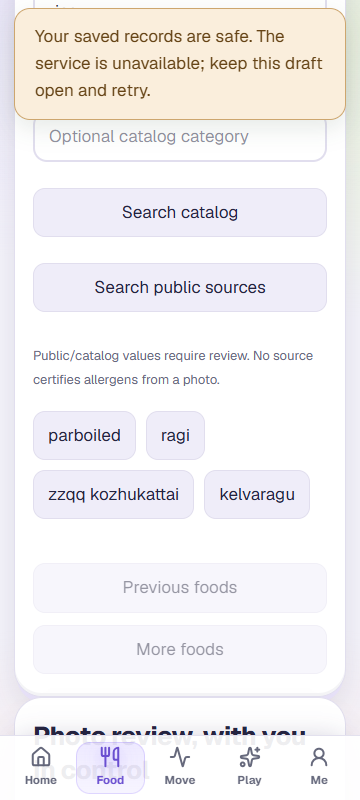 Your saved records are safe. The
service is unavailable; keep this draft
open and retry.
Optional catalog category
Search catalog
Search public sources
Public/catalog values require review. No source
certifies allergens from a photo.
parboiled
ragi
zzqq kozhukattai
kelvaragu
Previous foods
More foods
Photo review, with you
in control
Home
Food
Move
Play
Me